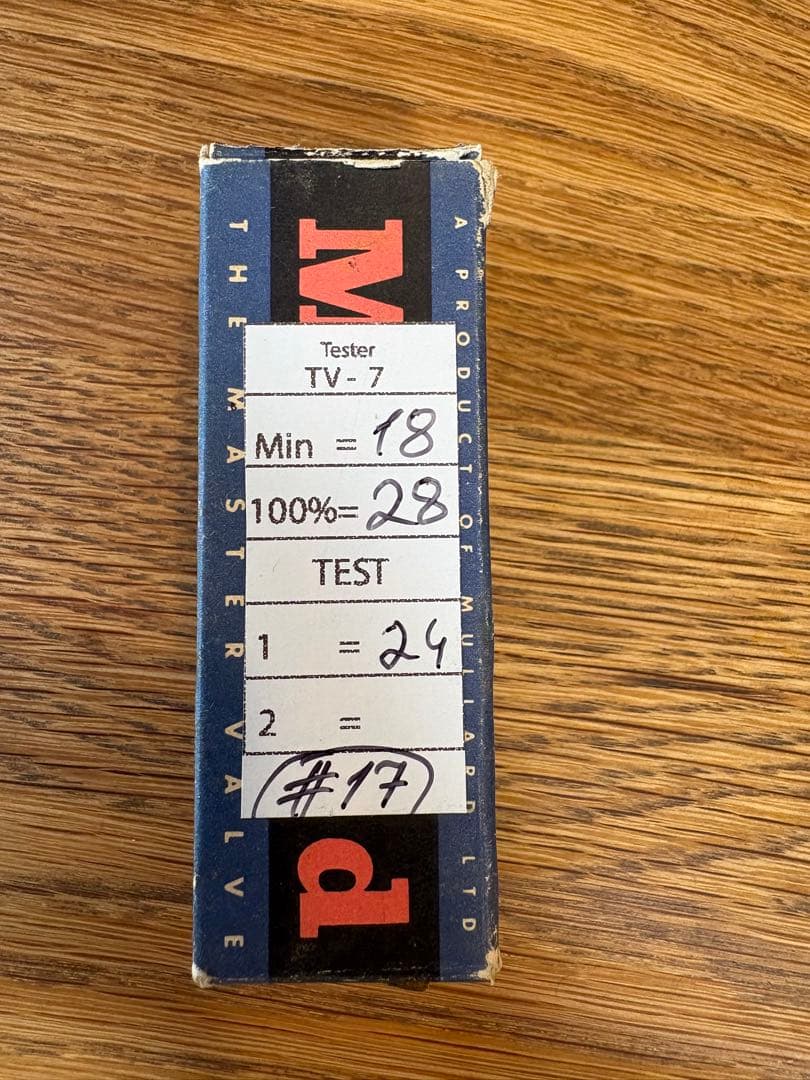 THE MASTER VALVE
M
d
A PRODUCT OF MULLARD LTD
Tester
TV - 7
Min = 18
100%= 28
TEST
1 = 24
2 =
#17